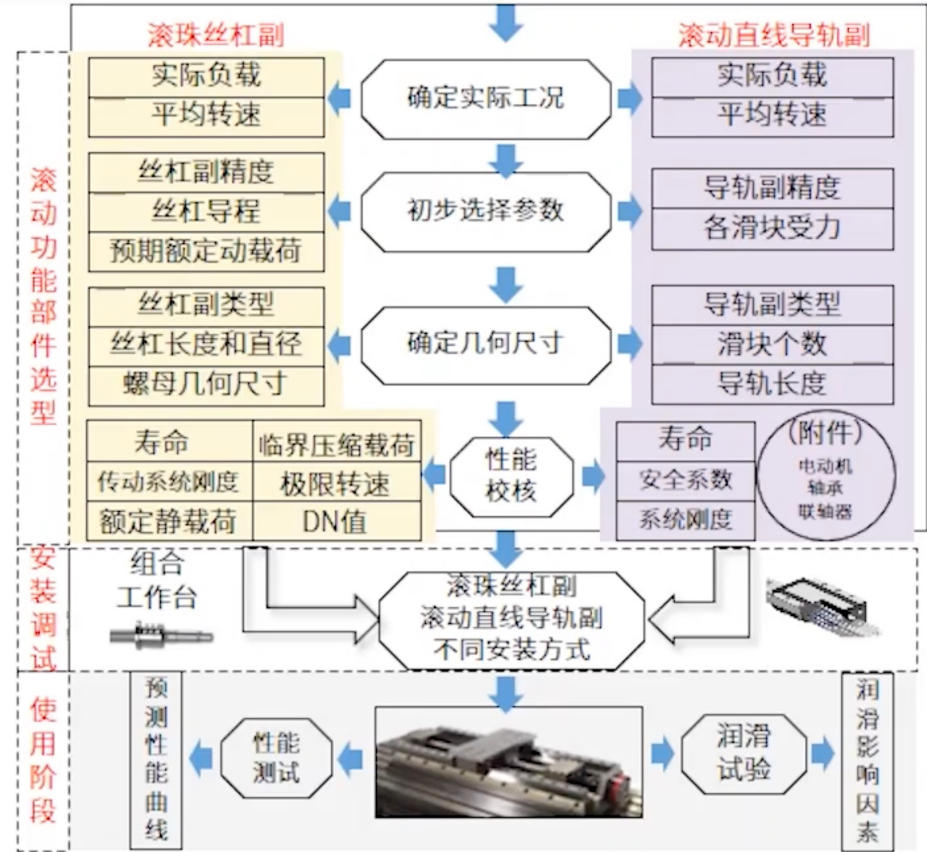 滚珠丝杠副
滚动直线导轨副
滚动功能部件选型
实际负载
平均转速
确定实际工况
实际负载
平均转速
丝杠副精度
丝杠导程
预期额定动载荷
初步选择参数
导轨副精度
各滑块受力
丝杠副类型
丝杠长度和直径
螺母几何尺寸
确定几何尺寸
导轨副类型
滑块个数
导轨长度
寿命
临界压缩载荷
传动系统刚度
极限转速
额定静载荷
DN值
性能
校核
寿命
安全系数
系统刚度
(附件)
电动机
轴承
联轴器
安装调试
组合
工作台
滚珠丝杠副
滚动直线导轨副
不同安装方式
使用阶段
预测性能曲线
性能
测试
润滑
试验
润滑影响因素